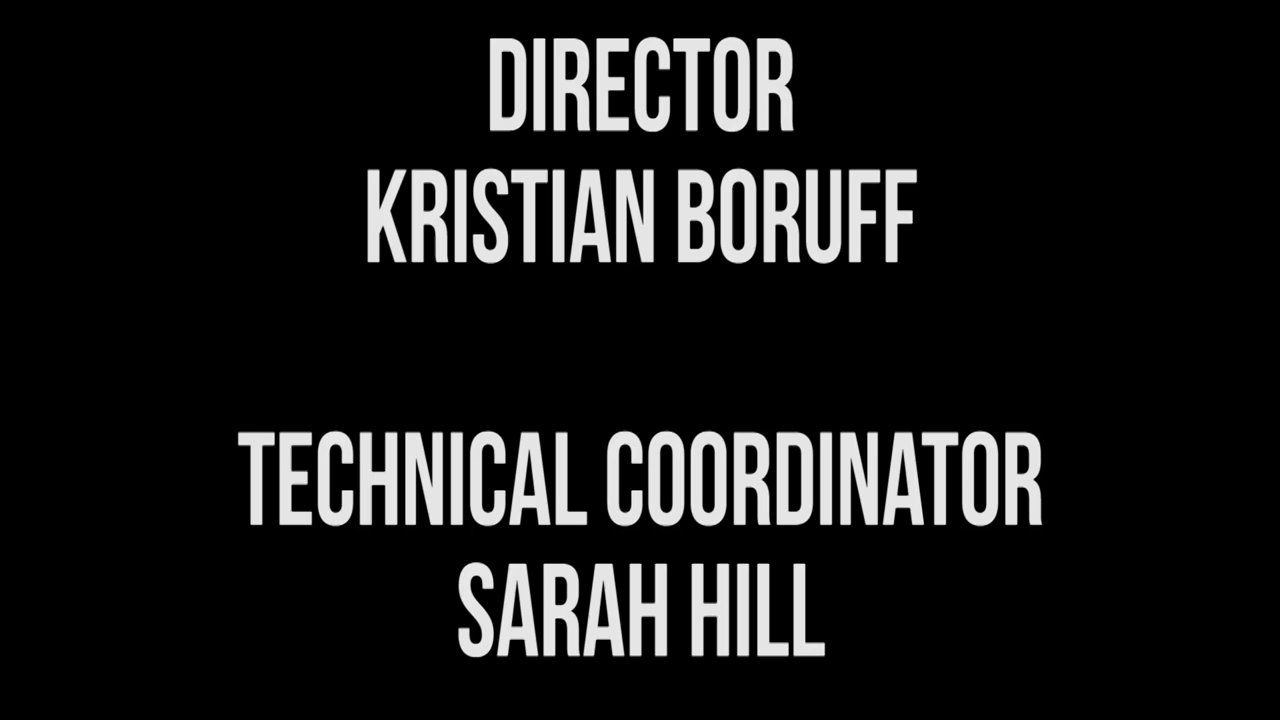 DIRECTOR
KRISTIAN BORUFF
TECHNICAL COORDINATOR
SARAH HILL